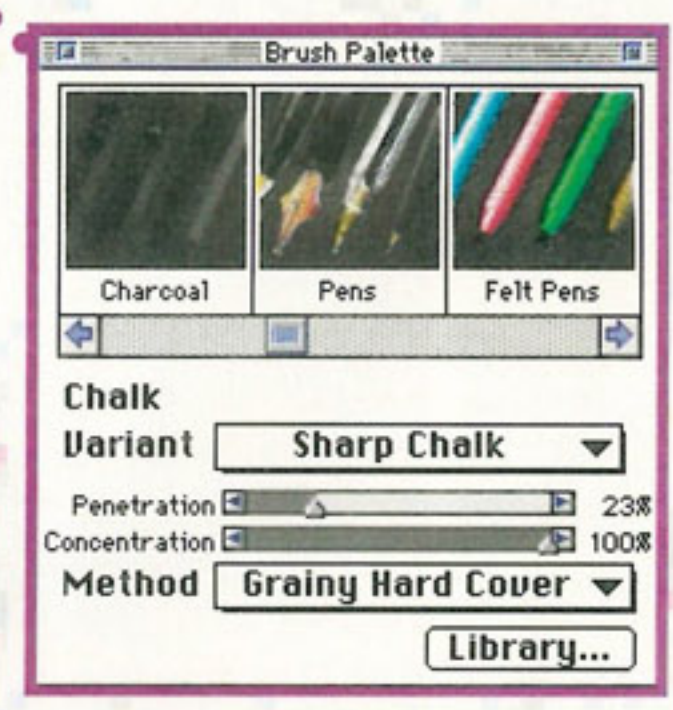 Brush Palette
Charcoal Pens Felt Pens
Chalk
Variant Sharp Chalk
Penetration 23%
Concentration 100%
Method Grainy Hard Cover
Library...